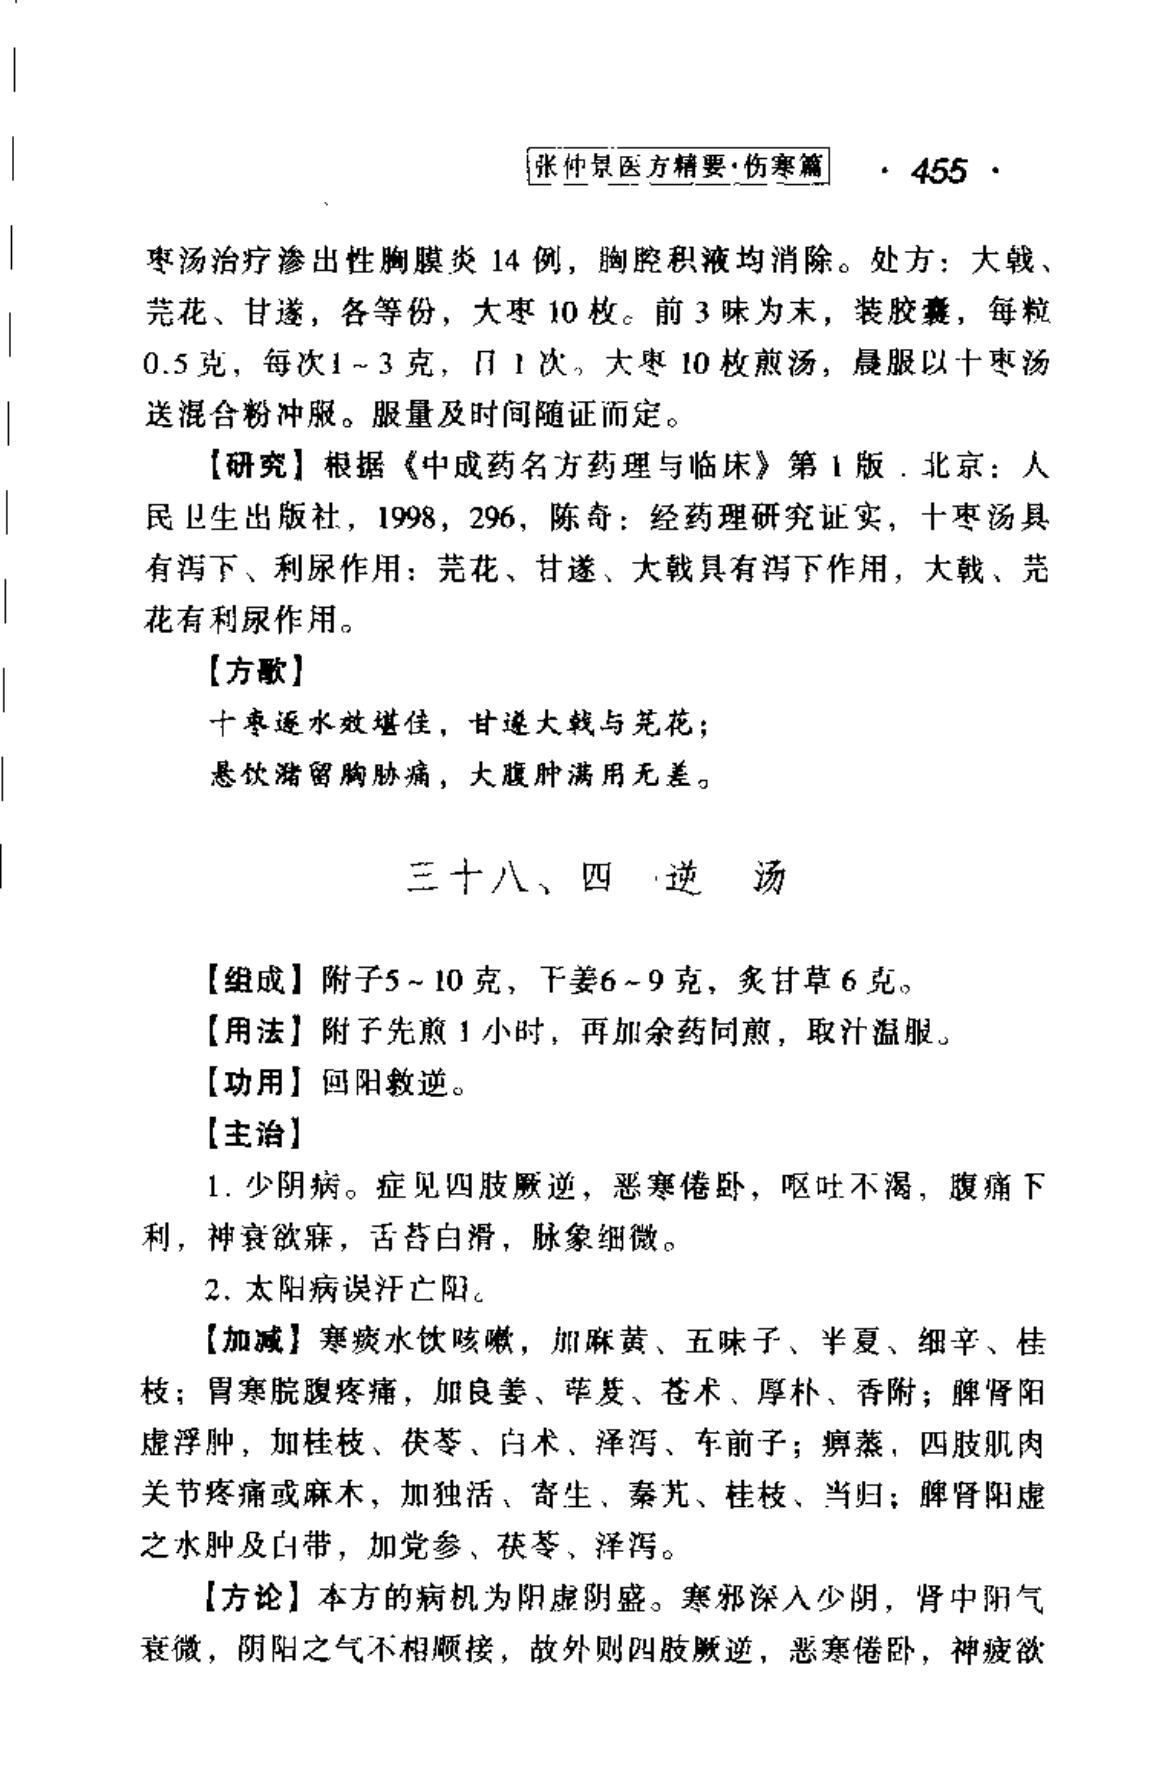 张仲景医方精要·伤寒篇 · 455 ·
枣汤治疗渗出性胸膜炎 14 例，胸腔积液均消除。处方：大戟、
芫花、甘遂，各等份，大枣 10 枚。前 3 味为末，装胶囊，每粒
0.5 克，每次1～3 克，日 1 次。大枣 10 枚煎汤，晨服以十枣汤
送混合粉冲服。服量及时间随证而定。
【研究】根据《中成药名方药理与临床》第 1 版．北京：人
民卫生出版社，1998，296，陈奇：经药理研究证实，十枣汤具
有泻下、利尿作用：芫花、甘遂、大戟具有泻下作用，大戟、芫
花有利尿作用。
【方歌】
十枣逐水效堪佳，甘遂大戟与芫花；
悬饮潴留胸胁痛，大腹肿满用无差。
三十八、四逆汤
【组成】附子5～10 克，干姜6～9 克，炙甘草 6 克。
【用法】附子先煎 1 小时，再加余药同煎，取汁温服。
【功用】回阳救逆。
【主治】
1. 少阴病。症见四肢厥逆，恶寒倦卧，呕吐不渴，腹痛下
利，神衰欲寐，舌苔白滑，脉象细微。
2. 太阳病误汗亡阳。
【加减】寒痰水饮咳嗽，加麻黄、五味子、半夏、细辛、桂
枝；胃寒脘腹疼痛，加良姜、荜茇、苍术、厚朴、香附；脾肾阳
虚浮肿，加桂枝、茯苓、白术、泽泻、车前子；痹蒸，四肢肌肉
关节疼痛或麻木，加独活、寄生、秦艽、桂枝、当归；脾肾阳虚
之水肿及白带，加党参、茯苓、泽泻。
【方论】本方的病机为阳虚阴盛。寒邪深入少阴，肾中阳气
衰微，阴阳之气不相顺接，故外则四肢厥逆，恶寒倦卧，神疲欲